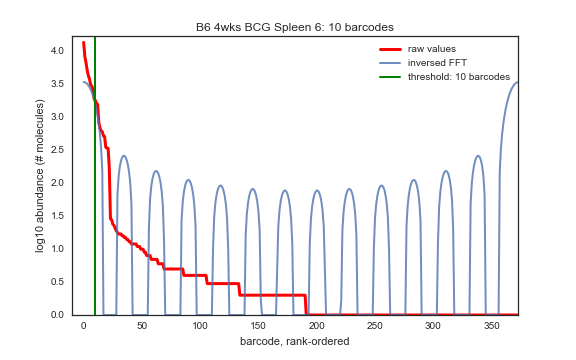 B6 4wks BCG Spleen 6: 10 barcodes
raw values
inversed FFT
threshold: 10 barcodes
log10 abundance (# molecules)
4.0
3.5
3.0
2.5
2.0
1.5
1.0
0.5
0.0
0 50 100 150 200 250 300 350
barcode, rank-ordered